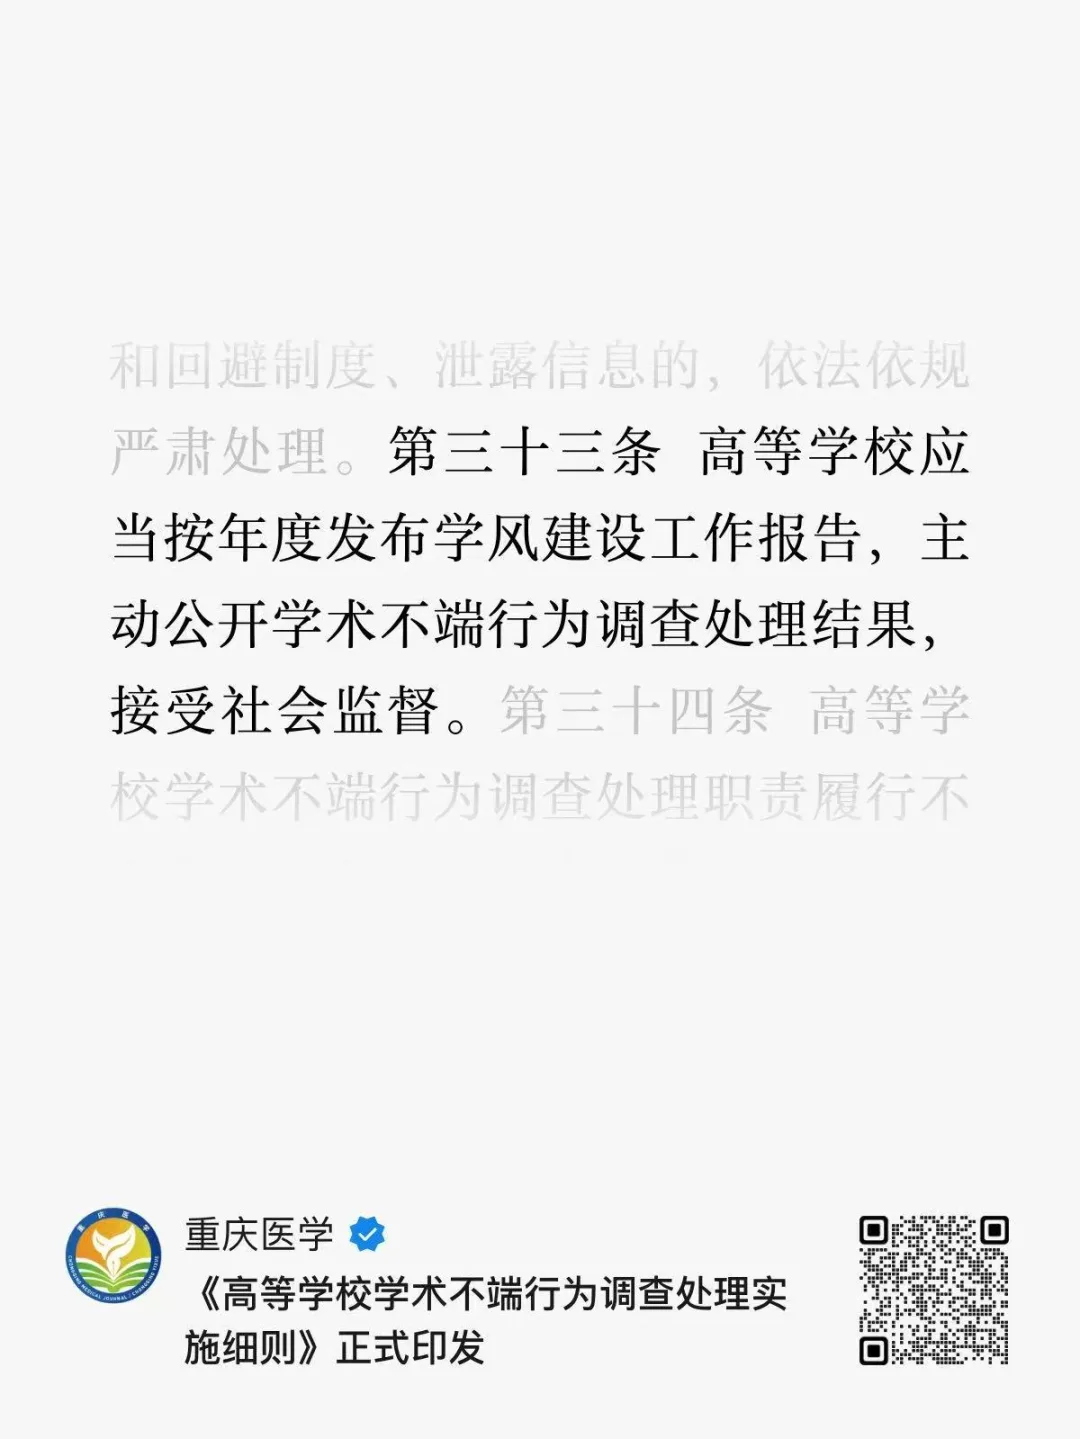 和回避制度、泄露信息的，依法依规
严肃处理。第三十三条 高等学校应
当按年度发布学风建设工作报告，主
动公开学术不端行为调查处理结果，
接受社会监督。第三十四条 高等学
校学术不端行为调查处理职责履行不
重庆医学
重庆医学
《高等学校学术不端行为调查处理实
施细则》正式印发